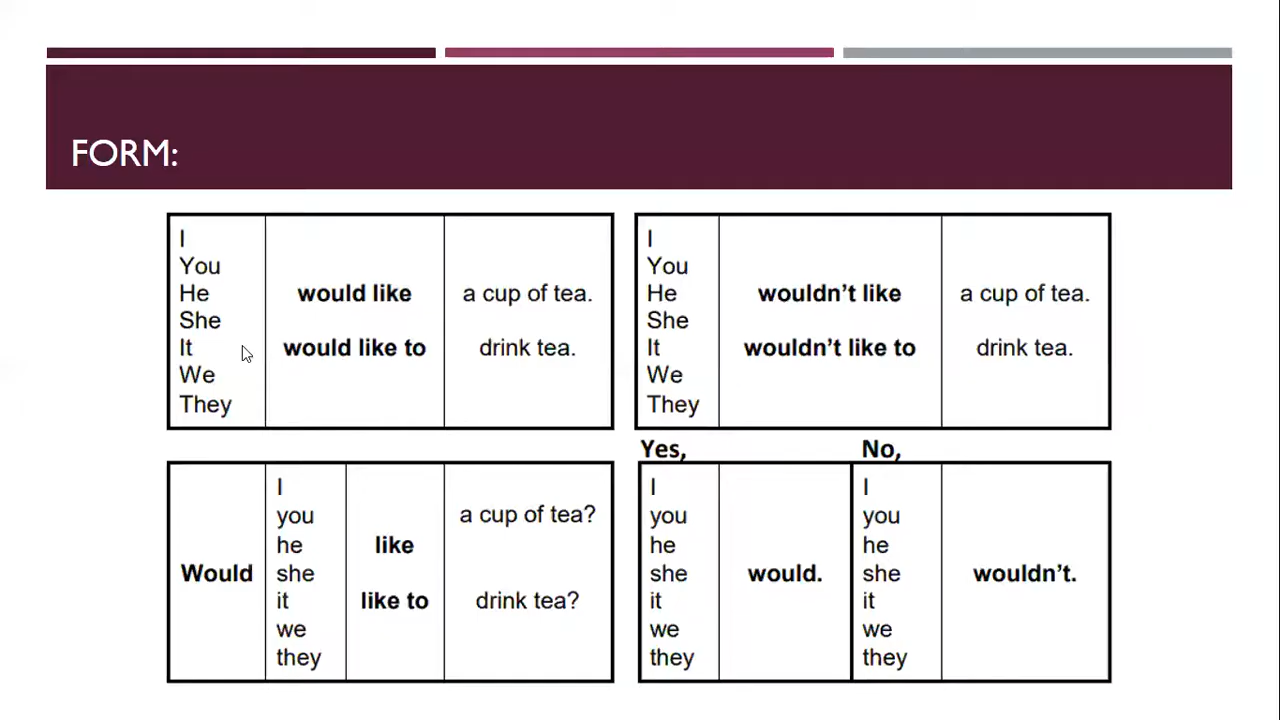 FORM:
I
You
He
She
It
We
They
would like
would like to
a cup of tea.
drink tea.
I
You
He
She
It
We
They
wouldn’t like
wouldn’t like to
a cup of tea.
drink tea.
Would
I
you
he
she
it
we
they
like
like to
a cup of tea?
drink tea?
Yes,
I
you
he
she
it
we
they
would.
No,
I
you
he
she
it
we
they
wouldn’t.